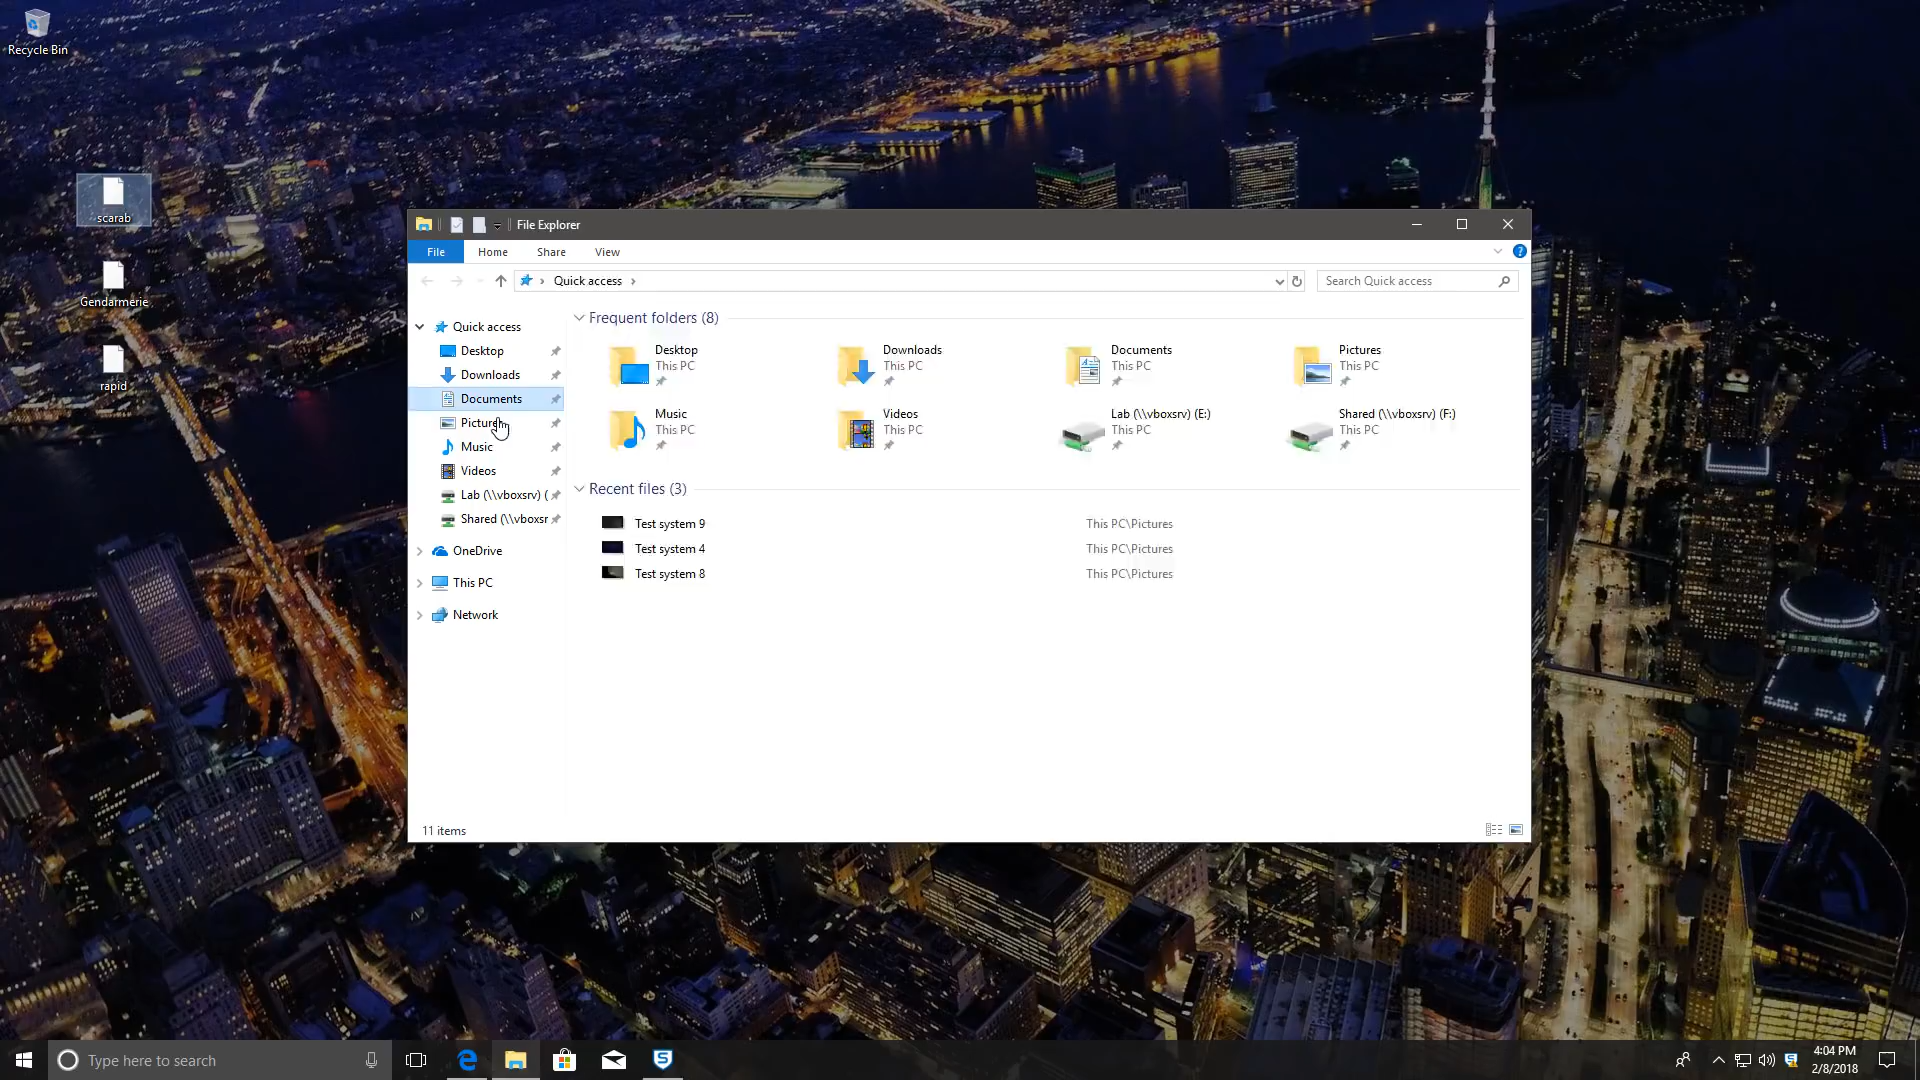 Recycle Bin
scarab
Gendarmerie
rapid
File Explorer
File
Home
Share
View
Quick access
Search Quick access
Quick access
Desktop
Downloads
Documents
Pictures
Music
Videos
Lab (\\vboxsrv) (
Shared (\\vboxsr
OneDrive
This PC
Network
Frequent folders (8)
Desktop
This PC
Downloads
This PC
Documents
This PC
Pictures
This PC
Music
This PC
Videos
This PC
Lab (\\vboxsrv) (E:)
This PC
Shared (\\vboxsrv) (F:)
This PC
Recent files (3)
Test system 9
This PC\Pictures
Test system 4
This PC\Pictures
Test system 8
This PC\Pictures
11 items
Type here to search
4:04 PM
2/8/2018